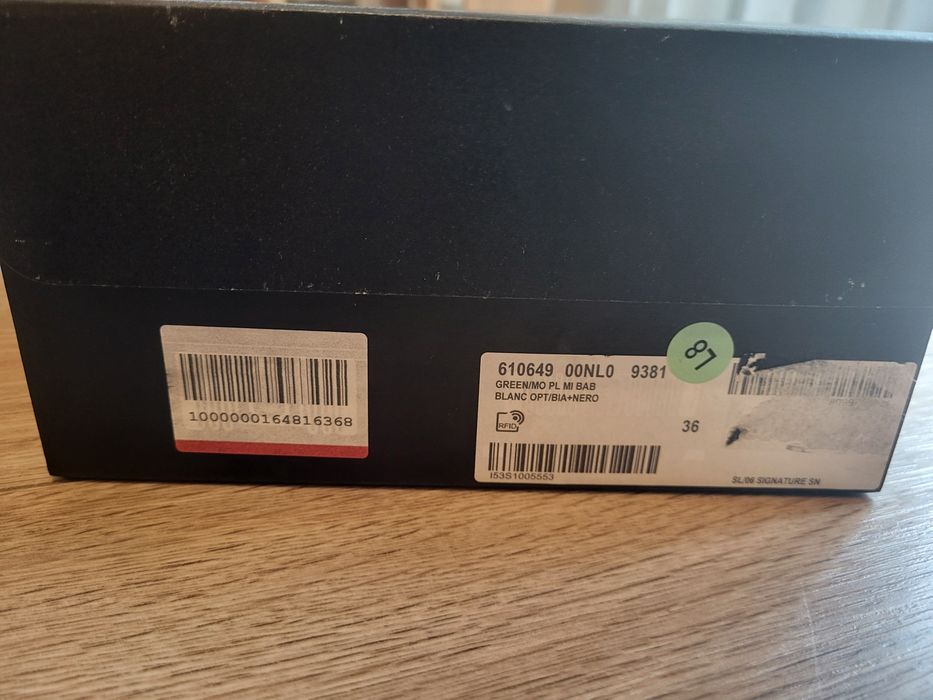 1000000164816368
610649 00NL0 9381
GREEN/MO PL MI BAB
BLANC OPT/BIA+NERO
RFID
36
I53S1005553
SL/06 SIGNATURE SN
87